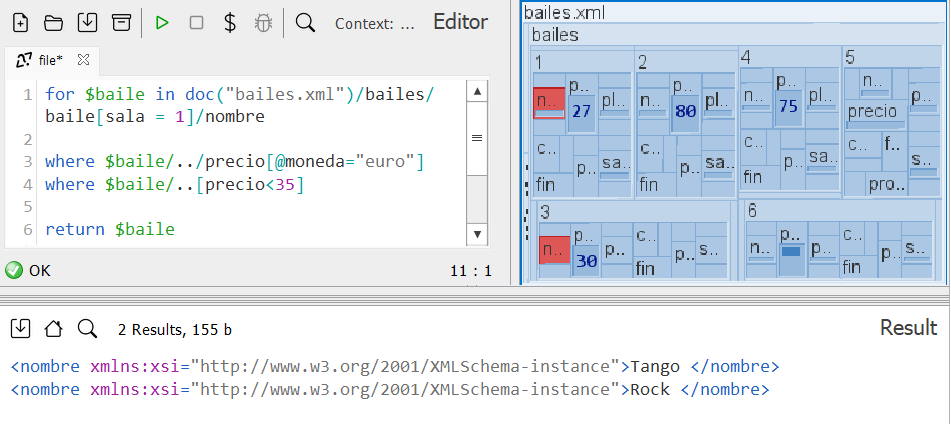 Context: ... Editor
file*
1 for $baile in doc("bailes.xml")/bailes/
baile[sala = 1]/nombre
2
3 where $baile/../precio[@moneda="euro"]
4 where $baile/..[precio<35]
5
6 return $baile
OK 11 : 1
bailes.xml
bailes
1 2 4 5
n.. p.. 27 pl..
c.. p.. sa..
fin
n.. p.. 80 pl..
c.. p.. sa..
fin
n.. p.. 75 pl..
c.. p.. sa..
fin
n.. p..
precio
c.. f.. s..
pro..
3 6
n.. p.. 30 p.. c.. p.. s..
fin
n.. p.. p.. c.. p.. s..
fin
2 Results, 155 b Result
<nombre xmlns:xsi="http://www.w3.org/2001/XMLSchema-instance">Tango </nombre>
<nombre xmlns:xsi="http://www.w3.org/2001/XMLSchema-instance">Rock </nombre>